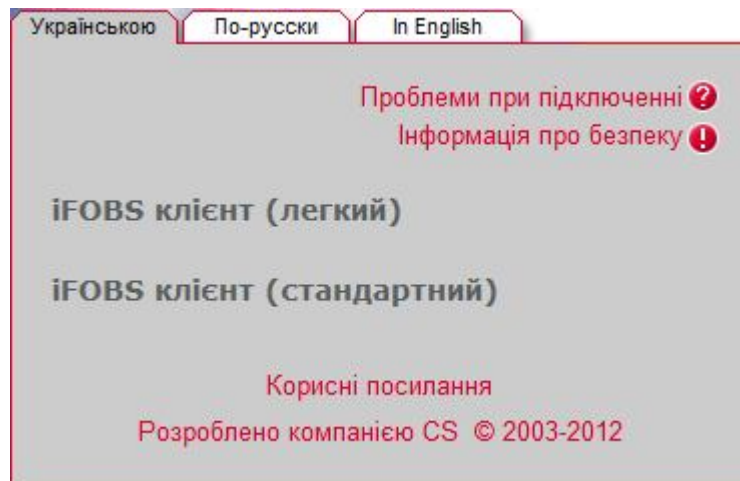 Українською По-русски In English
Проблеми при підключенні ?
Інформація про безпеку !
iFOBS клієнт (легкий)
iFOBS клієнт (стандартний)
Корисні посилання
Розроблено компанією CS © 2003-2012